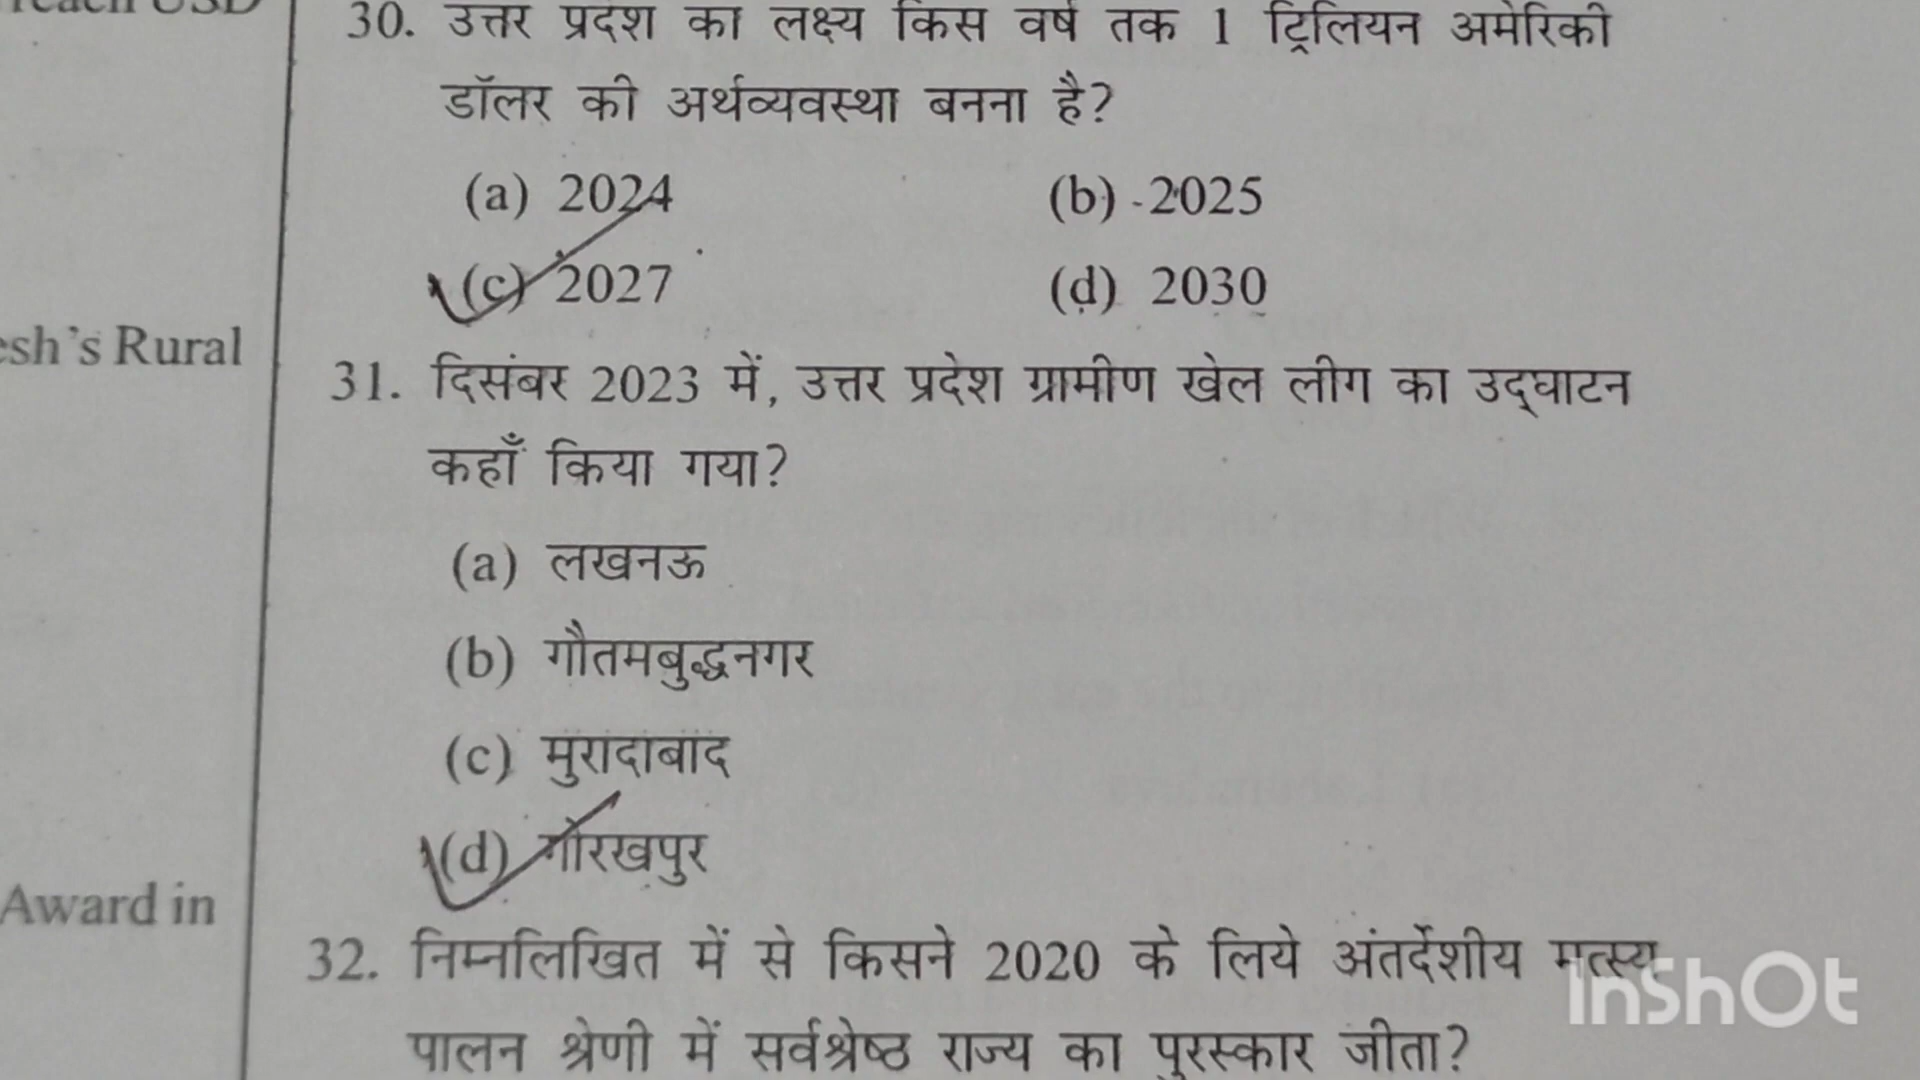 30. उत्तर प्रदेश का लक्ष्य किस वर्ष तक 1 ट्रिलियन अमेरिकी
डॉलर की अर्थव्यवस्था बनना है?
(a) 2024 (b) 2025
(c) 2027 (d) 2030
esh's Rural
31. दिसंबर 2023 में, उत्तर प्रदेश ग्रामीण खेल लीग का उद्घाटन
कहाँ किया गया?
(a) लखनऊ
(b) गौतमबुद्धनगर
(c) मुरादाबाद
(d) गोरखपुर
Award in
32. निम्नलिखित में से किसने 2020 के लिये अंतर्देशीय मत्स्य
पालन श्रेणी में सर्वश्रेष्ठ राज्य का पुरस्कार जीता?
InShOt